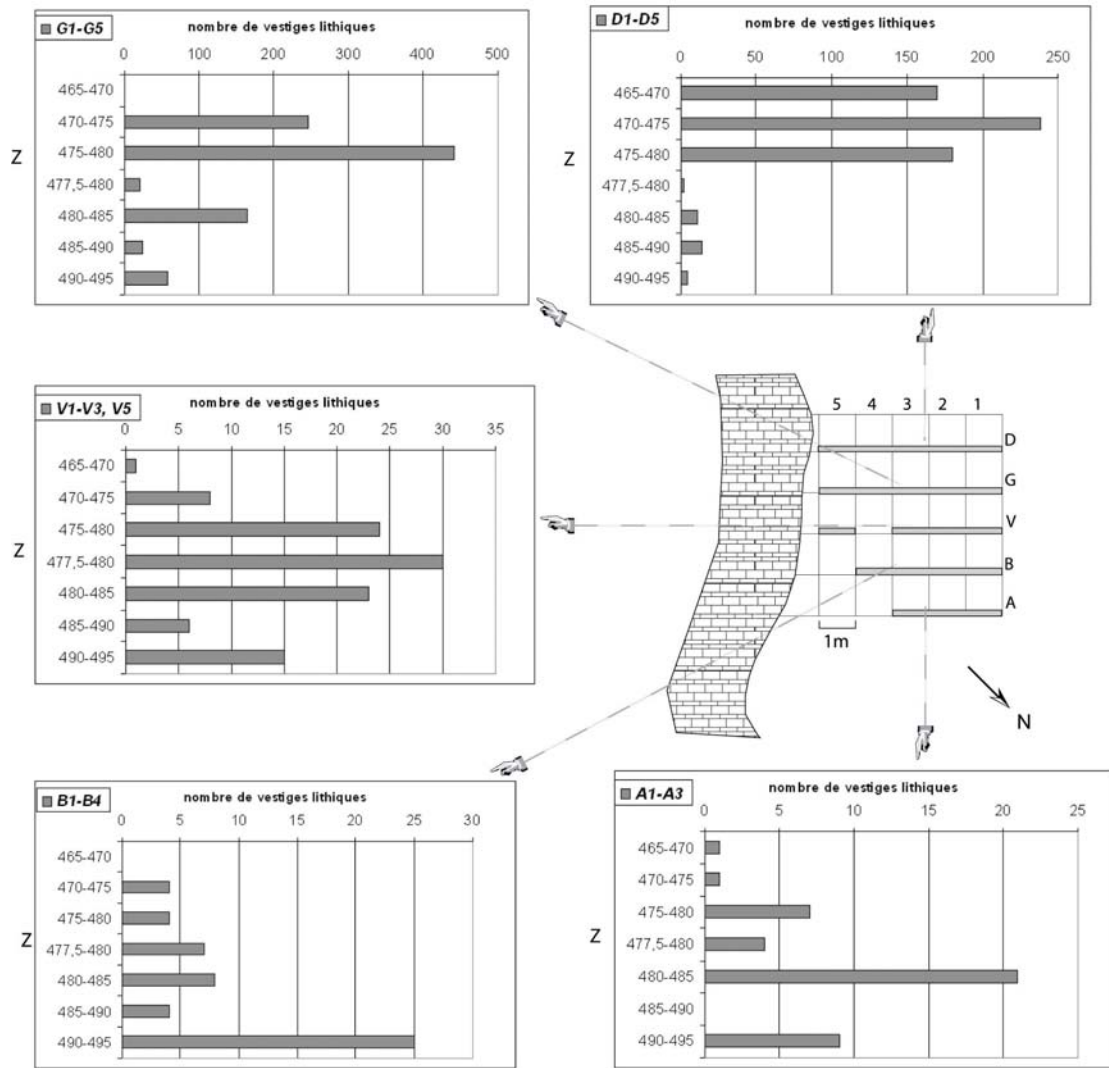 G1-G5
nombre de vestiges lithiques
0 100 200 300 400 500
Z
465-470
470-475
475-480
477,5-480
480-485
485-490
490-495
D1-D5
nombre de vestiges lithiques
0 50 100 150 200 250
Z
465-470
470-475
475-480
477,5-480
480-485
485-490
490-495
V1-V3, V5
nombre de vestiges lithiques
0 5 10 15 20 25 30 35
Z
465-470
470-475
475-480
477,5-480
480-485
485-490
490-495
5 4 3 2 1
D
G
V
B
A
1m
N
B1-B4
nombre de vestiges lithiques
0 5 10 15 20 25 30
Z
465-470
470-475
475-480
477,5-480
480-485
485-490
490-495
A1-A3
nombre de vestiges lithiques
0 5 10 15 20 25
Z
465-470
470-475
475-480
477,5-480
480-485
485-490
490-495